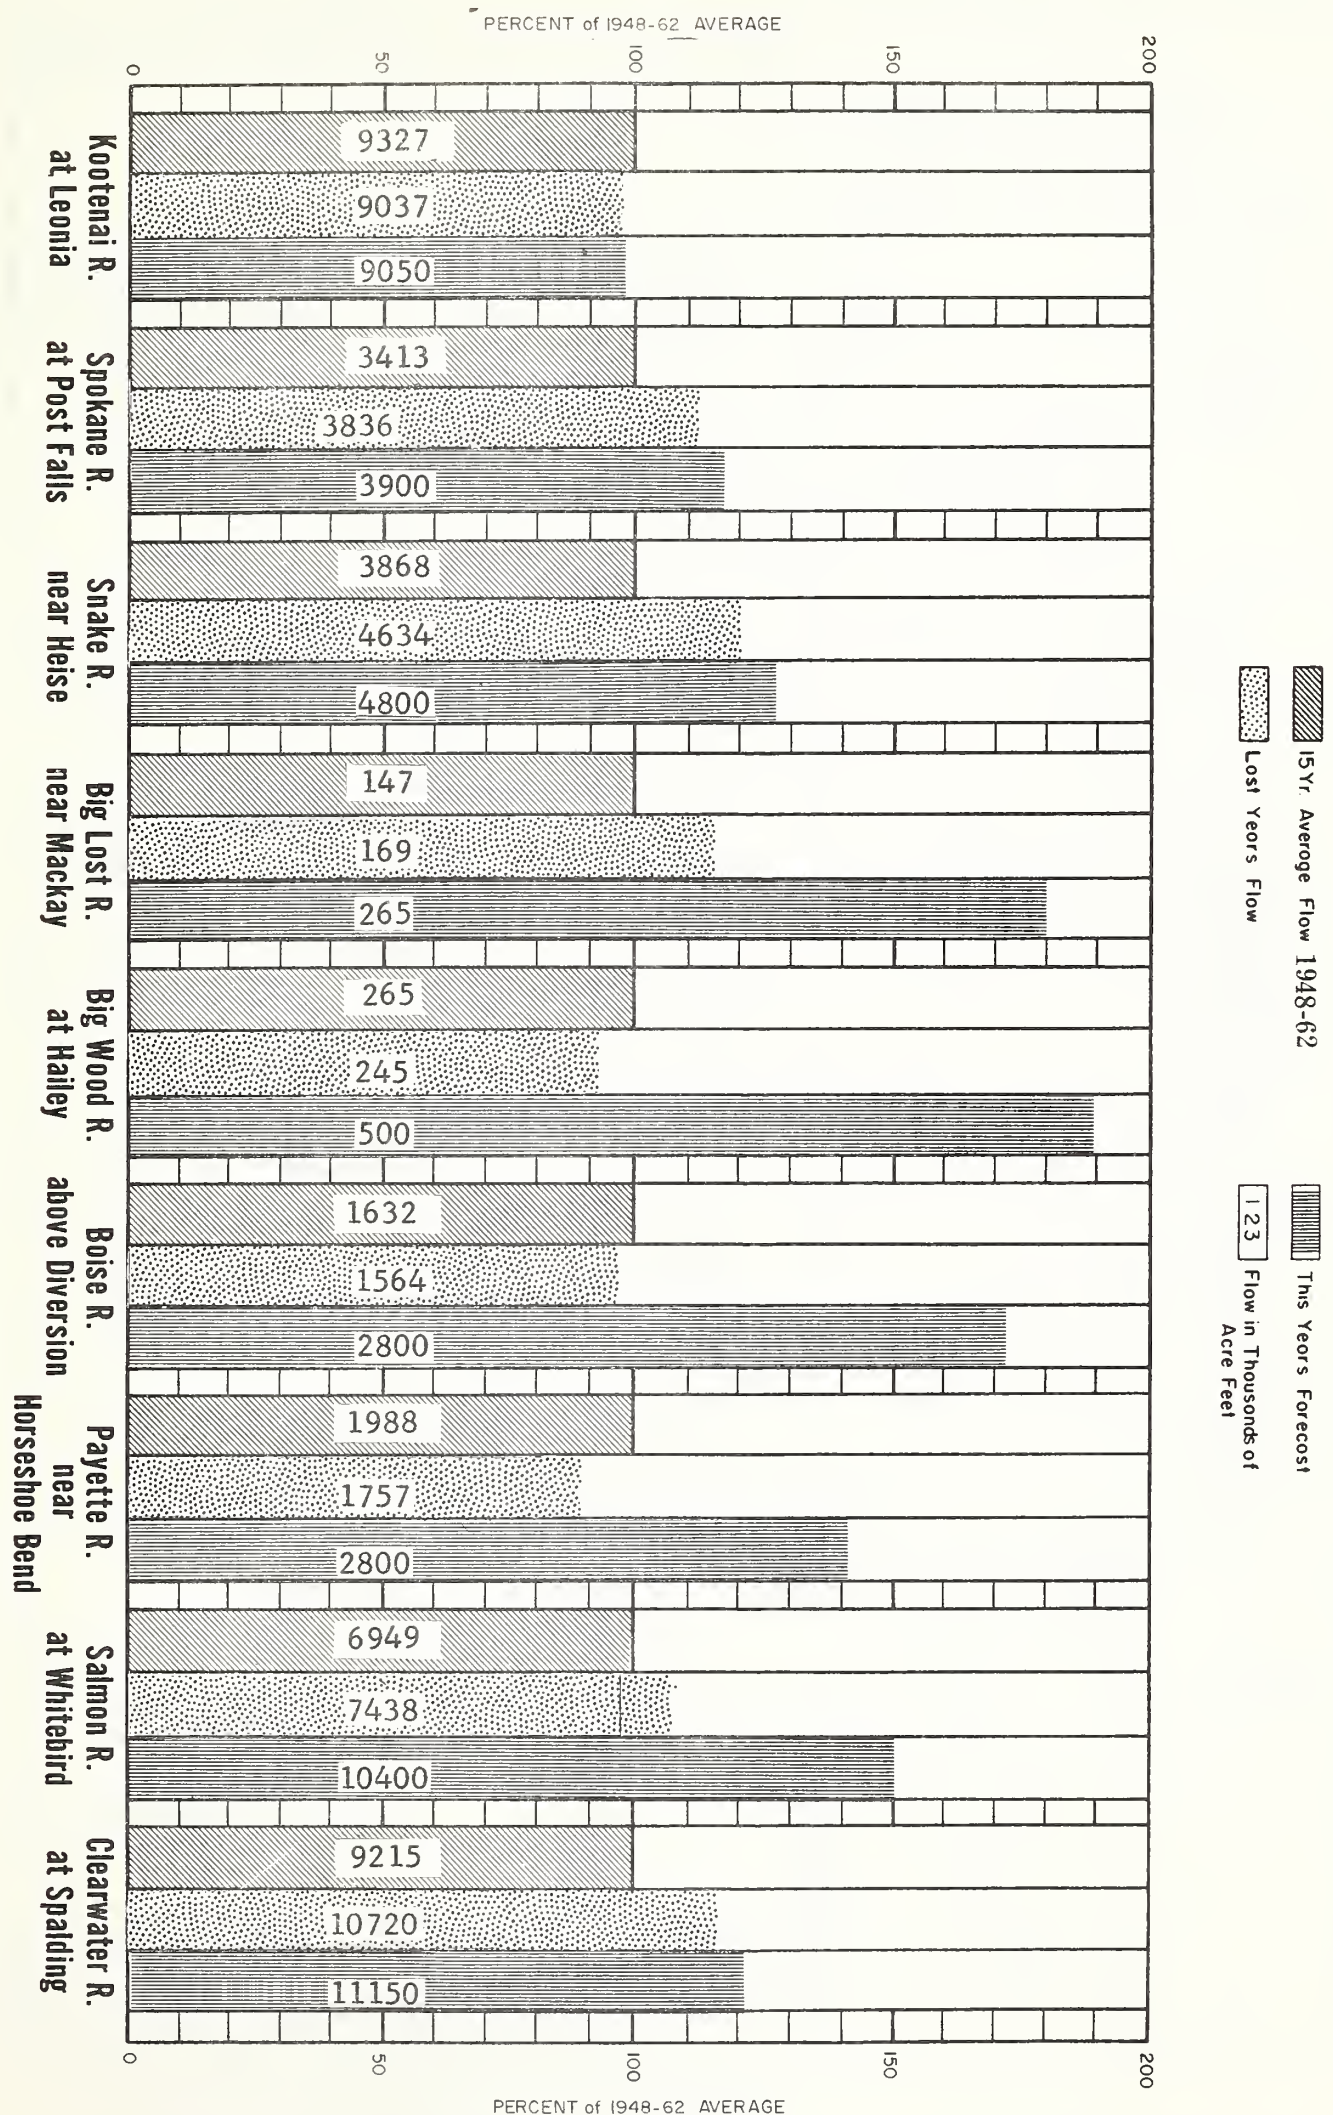 PERCENT of 1948-62 AVERAGE
0 50 100 150 200
15 Yr. Average Flow 1948-62
Last Years Flow
This Years Forecast
123 Flow in Thousands of
Acre Feet
9327
9037
9050
Kootenai R.
at Leonia
3413
3836
3900
Spokane R.
at Post Falls
3868
4634
4800
Snake R.
near Heise
147
169
265
Big Lost R.
near Mackay
265
245
500
Big Wood R.
at Hailey
1632
1564
2800
Boise R.
above Diversion
1988
1757
2800
Payette R.
near
Horseshoe Bend
6949
7438
10400
Salmon R.
at Whitebird
9215
10720
11150
Clearwater R.
at Spalding
0 50 100 150 200
PERCENT of 1948-62 AVERAGE